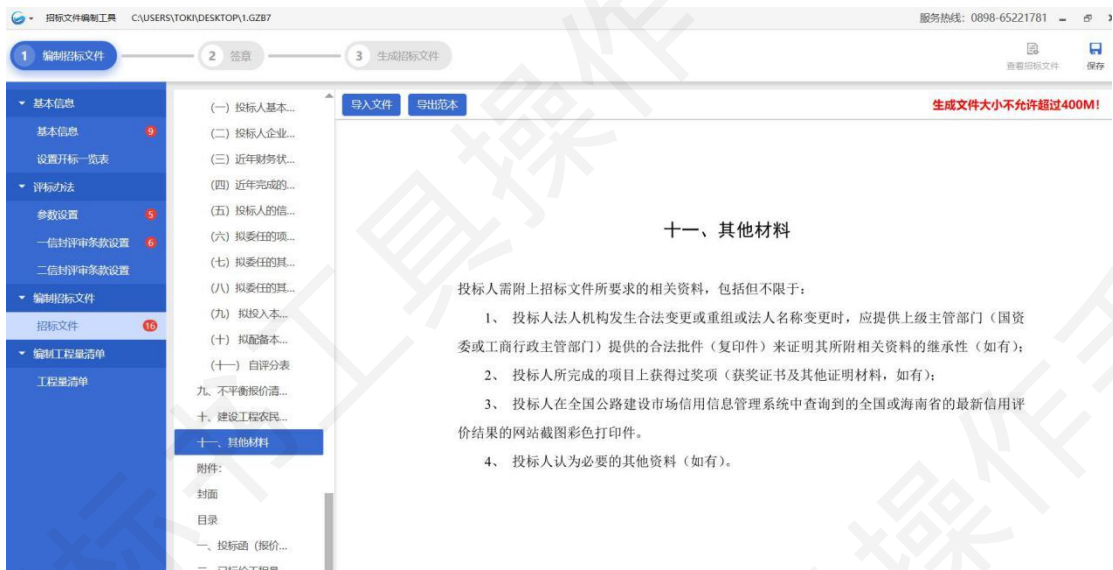 招标文件编制工具 C:\USERS\TOKI\DESKTOP\1.GZB7
服务热线: 0898-65221781
1 编制招标文件
2 签章
3 生成招标文件
查看招标文件
保存
基本信息
基本信息 9
设置开标一览表
评标办法
参数设置 5
一信封评审条款设置 6
二信封评审条款设置
编制招标文件
招标文件 16
编制工程量清单
工程量清单
(一) 投标人基本...
(二) 投标人企业...
(三) 近年财务状...
(四) 近年完成的...
(五) 投标人的信...
(六) 拟委任的项...
(七) 拟委任的其...
(八) 拟委任的其...
(九) 拟投入本...
(十) 拟配备本...
(十一) 自评分表
九、不平衡报价清...
十、建设工程农民...
十一、其他材料
附件:
封面
目录
一、投标函 (报价...
二、已标价工程量...
导入文件 导出范本
生成文件大小不允许超过400M!
十一、其他材料
投标人需附上招标文件所要求的相关资料,包括但不限于:
1、 投标人法人机构发生合法变更或重组或法人名称变更时,应提供上级主管部门(国资
委或工商行政主管部门)提供的合法批件(复印件)来证明其所附相关资料的继承性(如有);
2、 投标人所完成的项目上获得过奖项(获奖证书及其他证明材料,如有);
3、 投标人在全国公路建设市场信用信息管理系统中查询到的全国或海南省的最新信用评
价结果的网站截图彩色打印件。
4、 投标人认为必要的其他资料(如有)。